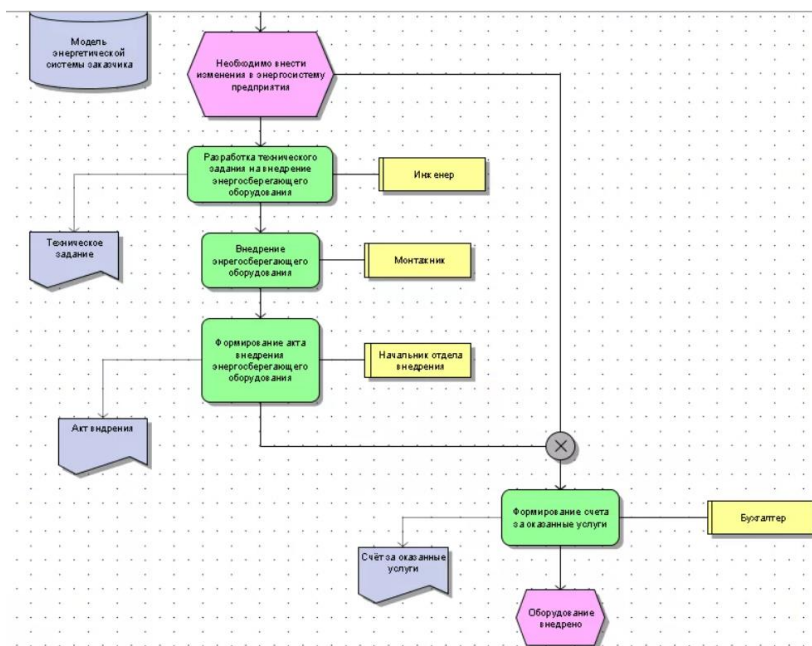 Модель
энергетической
системы заказчика
Необходимо внести
изменения в энергосистему
предприятия
Разработка технического
задания на внедрение
энергосберегающего
оборудования
Инженер
Техническое
задание
Внедрение
энергосберегающего
оборудования
Монтажник
Формирование акта
внедрения
энергосберегающего
оборудования
Начальник отдела
внедрения
Акт вндрения
Формирование счета
за оказанные услуги
Бухгалтер
Счёт за оказанные
услуги
Оборудование
внедрено